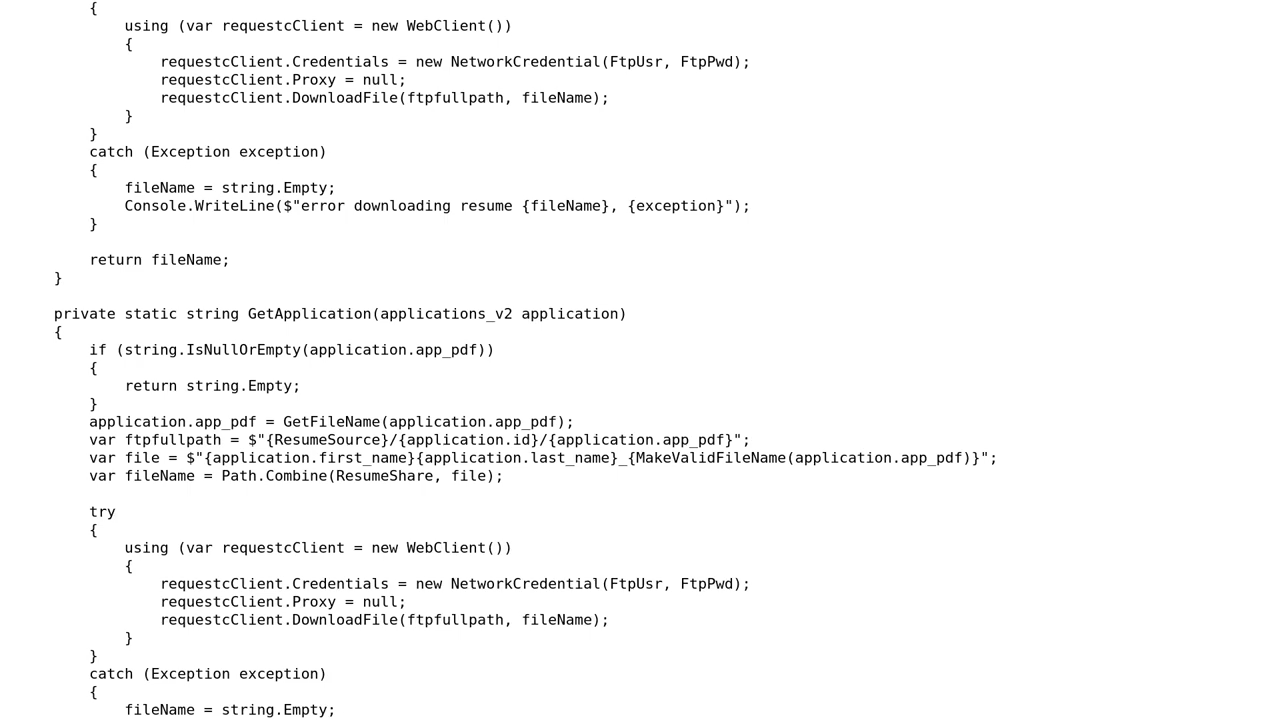 {
using (var requestcClient = new WebClient())
{
requestcClient.Credentials = new NetworkCredential(FtpUsr, FtpPwd);
requestcClient.Proxy = null;
requestcClient.DownloadFile(ftpfullpath, fileName);
}
}
catch (Exception exception)
{
fileName = string.Empty;
Console.WriteLine($"error downloading resume {fileName}, {exception}");
}
return fileName;
}
private static string GetApplication(applications_v2 application)
{
if (string.IsNullOrEmpty(application.app_pdf))
{
return string.Empty;
}
application.app_pdf = GetFileName(application.app_pdf);
var ftpfullpath = $"{ResumeSource}/{application.id}/{application.app_pdf}";
var file = $"{application.first_name}{application.last_name}_{MakeValidFileName(application.app_pdf)}";
var fileName = Path.Combine(ResumeShare, file);
try
{
using (var requestcClient = new WebClient())
{
requestcClient.Credentials = new NetworkCredential(FtpUsr, FtpPwd);
requestcClient.Proxy = null;
requestcClient.DownloadFile(ftpfullpath, fileName);
}
}
catch (Exception exception)
{
fileName = string.Empty;